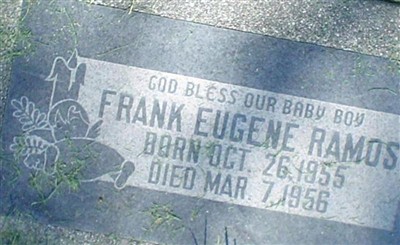 GOD BLESS OUR BABY BOY
FRANK EUGENE RAMOS
BORN OCT. 26, 1955
DIED MAR. 7, 1956